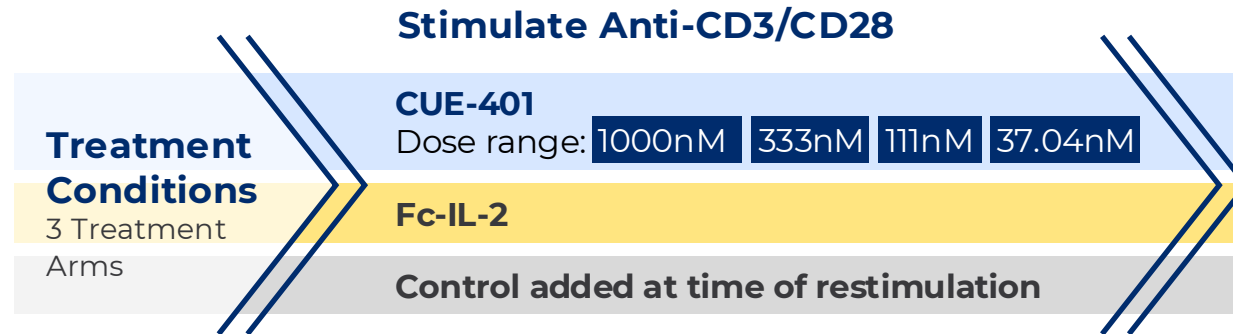 Stimulate Anti-CD3/CD28
Treatment
Conditions
3 Treatment
Arms
CUE-401
Dose range: 1000nM 333nM 111nM 37.04nM
Fc-IL-2
Control added at time of restimulation